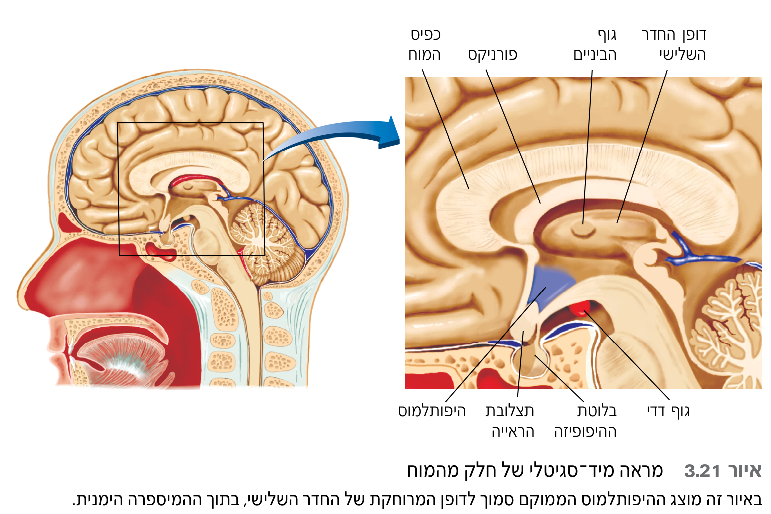 דופן החדר
השלישי
גוף
הביניים
פורניקס
כפיס
המוח
גוף דדי
בלוטת
ההיפופיזה
תצלובת
הראייה
היפותלמוס
איור 3.21 מראה מיד־סגיטלי של חלק מהמוח
באיור זה מוצג ההיפותלמוס הממוקם סמוך לדופן המרוחקת של החדר השלישי, בתוך ההמיספרה הימנית.